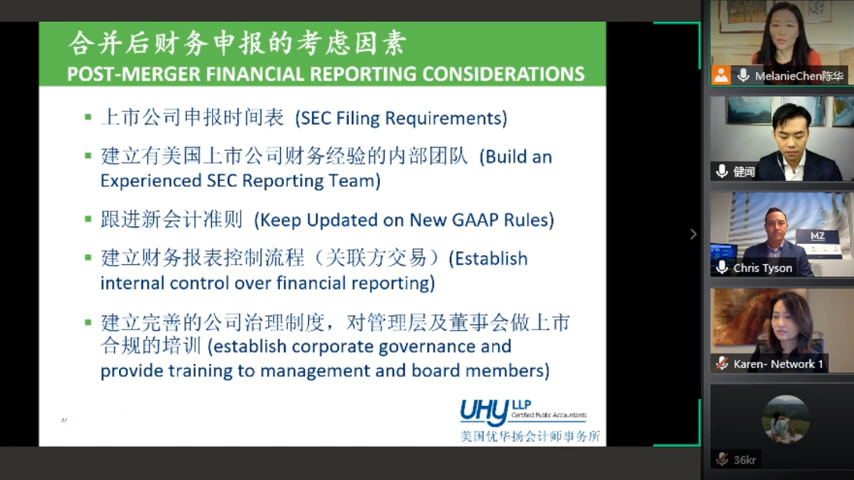 合并后财务申报的考虑因素
POST-MERGER FINANCIAL REPORTING CONSIDERATIONS
上市公司申报时间表 (SEC Filing Requirements)
建立有美国上市公司财务经验的内部团队 (Build an
Experienced SEC Reporting Team)
跟进新会计准则 (Keep Updated on New GAAP Rules)
建立财务报表控制流程（关联方交易）(Establish
internal control over financial reporting)
建立完善的公司治理制度，对管理层及董事会做上市
合规的培训 (establish corporate governance and
provide training to management and board members)
UHY LLP
Certified Public Accountants
美国优华扬会计师事务所
MelanieChen陈华
健闻
MZ
Chris Tyson
Karen- Network 1
36kr